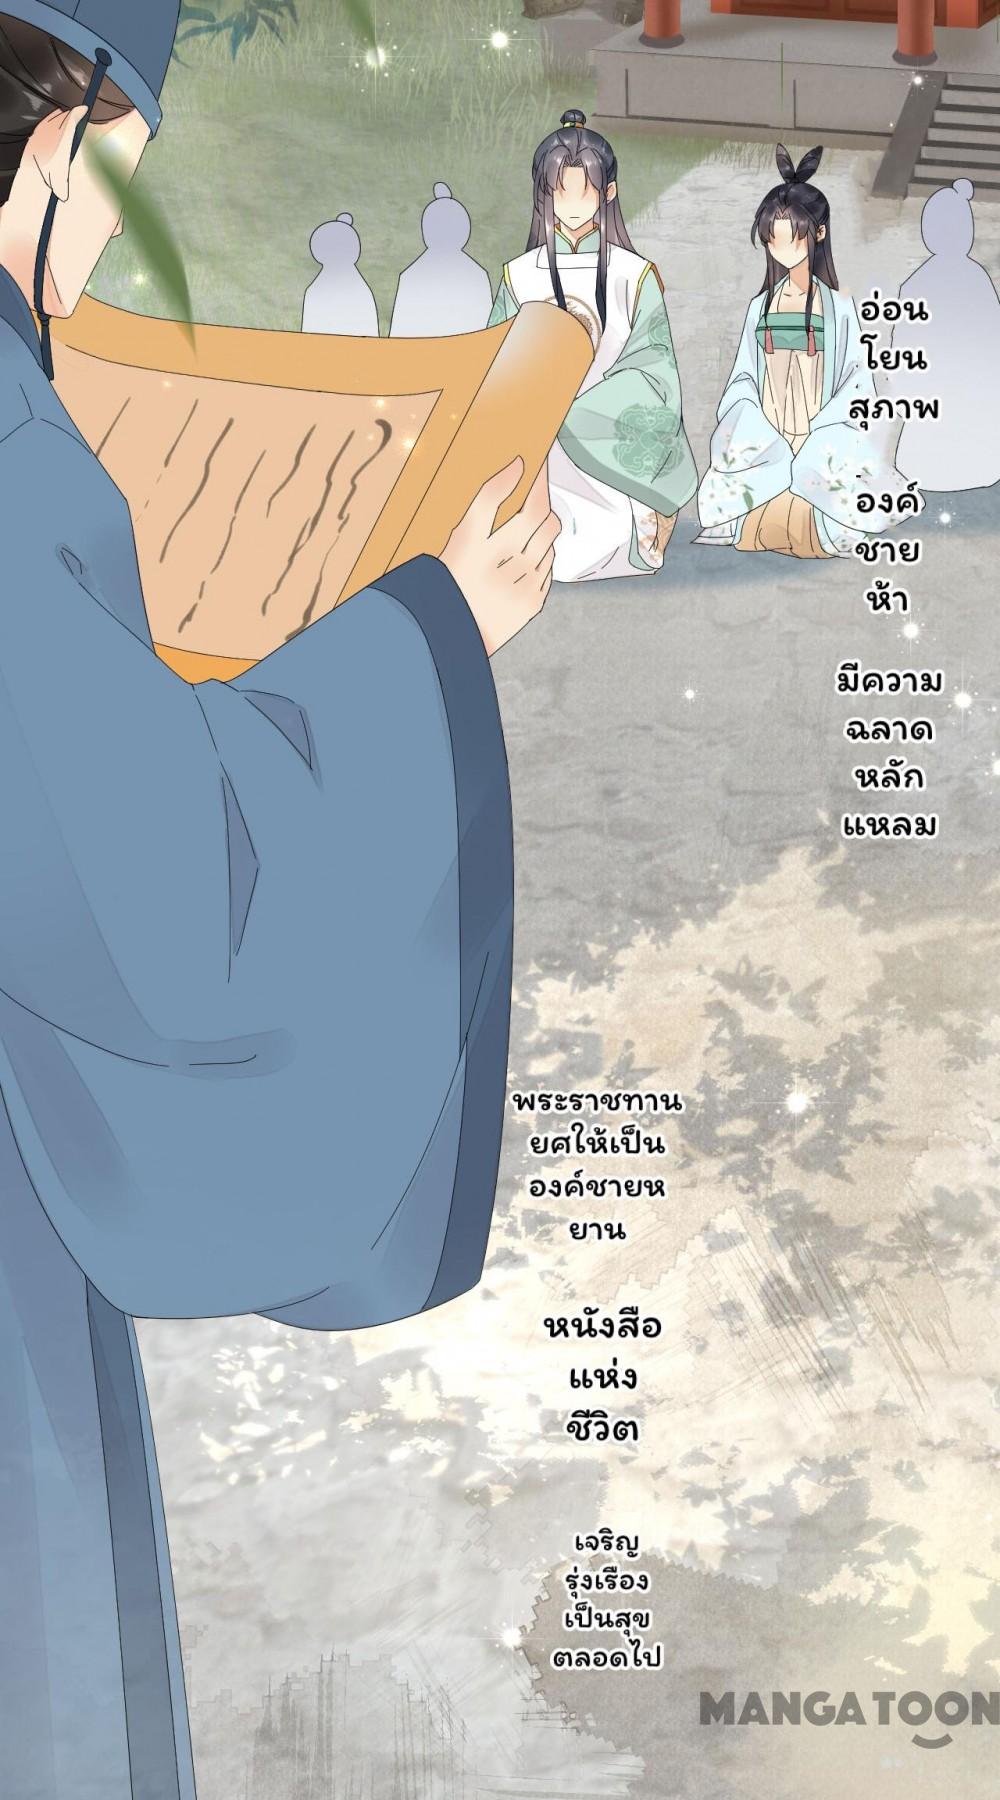 อ่อน
โยน
สุภาพ
องค์
ชาย
ห้า
มีความ
ฉลาด
หลัก
แหลม
พระราชทาน
ยศให้เป็น
องค์ชายห
ยาน
หนังสือ
แห่ง
ชีวิต
เจริญ
รุ่งเรือง
เป็นสุข
ตลอดไป
MANGATOON